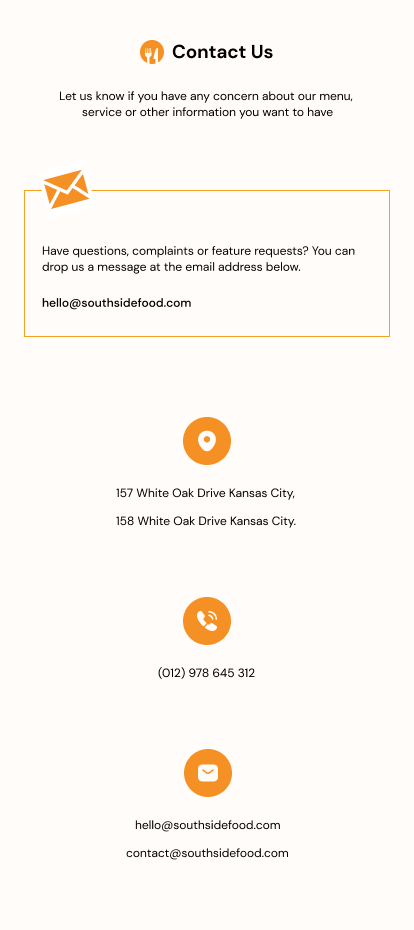 Contact Us
Let us know if you have any concern about our menu,
service or other information you want to have
Have questions, complaints or feature requests? You can
drop us a message at the email address below.
hello@southsidefood.com
157 White Oak Drive Kansas City,
158 White Oak Drive Kansas City.
(012) 978 645 312
hello@southsidefood.com
contact@southsidefood.com